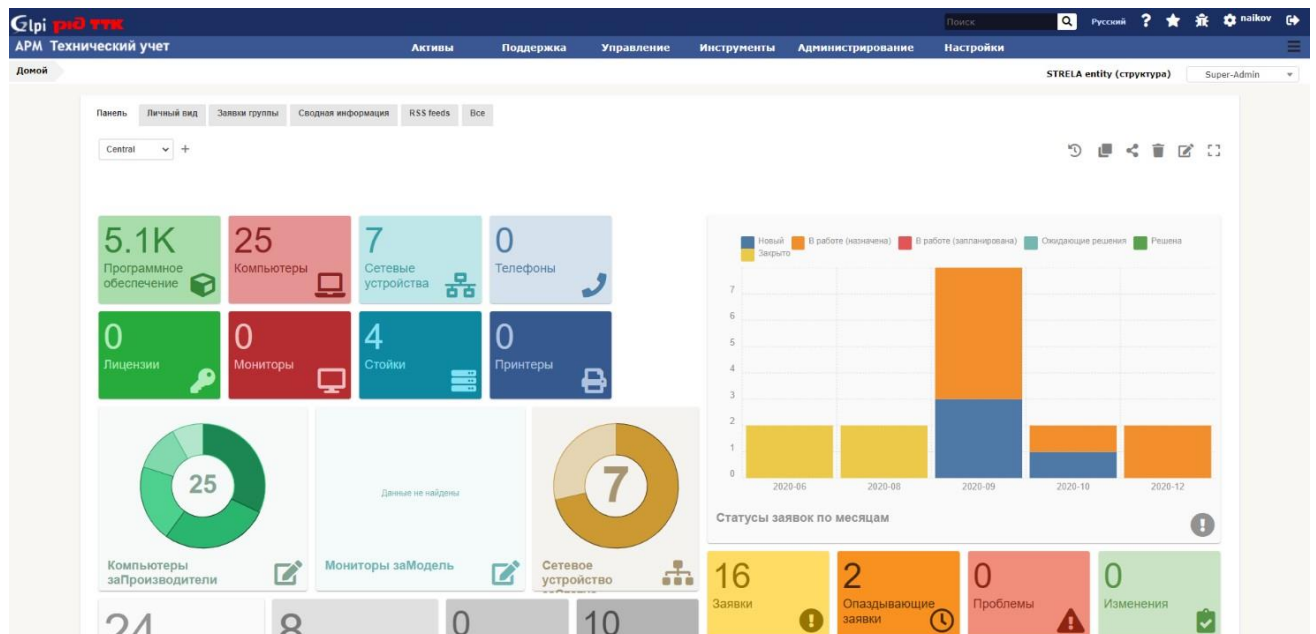 Glpi pid TTK
Поиск
Русский
?
naikov
АРМ Технический учет
Активы
Поддержка
Управление
Инструменты
Администрирование
Настройки
Домой
STRELA entity (структура)
Super-Admin
Панель
Личный вид
Заявки группы
Сводная информация
RSS feeds
Все
Central
+
5.1K
Программное
обеспечение
25
Компьютеры
7
Сетевые
устройства
0
Телефоны
0
Лицензии
0
Мониторы
4
Стойки
0
Принтеры
Новый
В работе (назначена)
В работе (запланирована)
Ожидающие решения
Решена
Закрыто
7
6
5
4
3
2
1
0
2020-06
2020-08
2020-09
2020-10
2020-12
Статусы заявок по месяцам
25
Компьютеры
заПроизводители
Данные не найдены
Мониторы заМодель
7
Сетевое
устройство
16
Заявки
2
Опаздывающие
заявки
0
Проблемы
0
Изменения
24
8
0
10